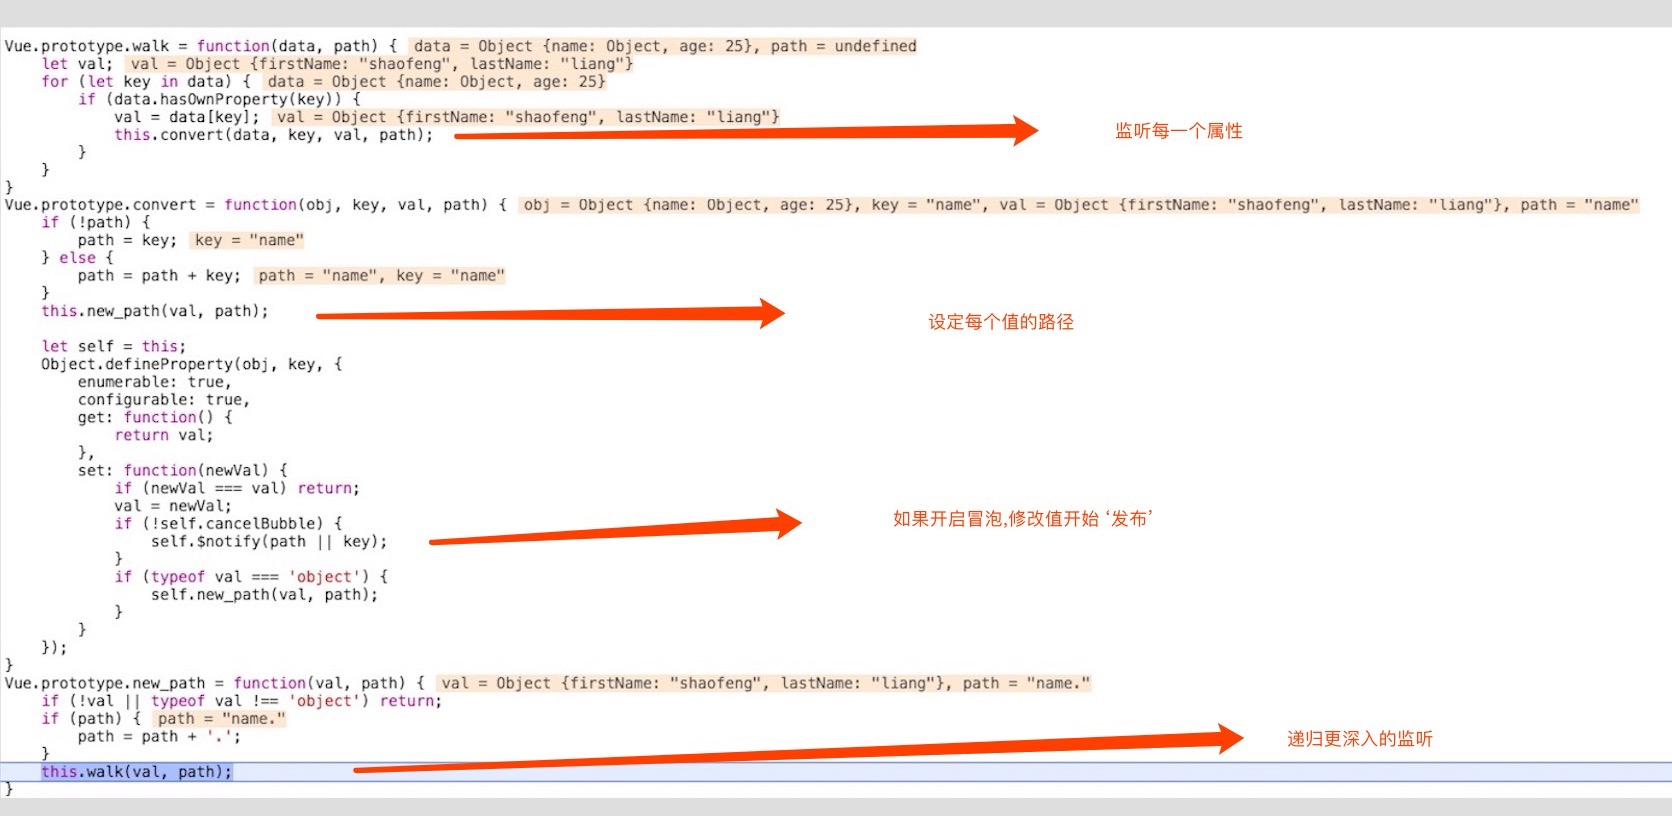 Vue.prototype.walk = function(data, path) { data = Object {name: Object, age: 25}, path = undefined
let val; val = Object {firstName: "shaofeng", lastName: "liang"}
for (let key in data) { data = Object {name: Object, age: 25}
if (data.hasOwnProperty(key)) {
val = data[key]; val = Object {firstName: "shaofeng", lastName: "liang"}
this.convert(data, key, val, path);
监听每一个属性
}
}
}
Vue.prototype.convert = function(obj, key, val, path) { obj = Object {name: Object, age: 25}, key = "name", val = Object {firstName: "shaofeng", lastName: "liang"}, path = "name"
if (!path) {
path = key; key = "name"
} else {
path = path + key; path = "name", key = "name"
}
this.new_path(val, path);
设定每个值的路径
let self = this;
Object.defineProperty(obj, key, {
enumerable: true,
configurable: true,
get: function() {
return val;
},
set: function(newVal) {
if (newVal === val) return;
val = newVal;
if (!self.cancelBubble) {
如果开启冒泡,修改值开始 ‘发布’
self.$notify(path || key);
}
if (typeof val === 'object') {
self.new_path(val, path);
}
}
});
}
Vue.prototype.new_path = function(val, path) { val = Object {firstName: "shaofeng", lastName: "liang"}, path = "name."
if (!val || typeof val !== 'object') return;
if (path) { path = "name."
path = path + '.';
递归更深入的监听
}
this.walk(val, path);
}